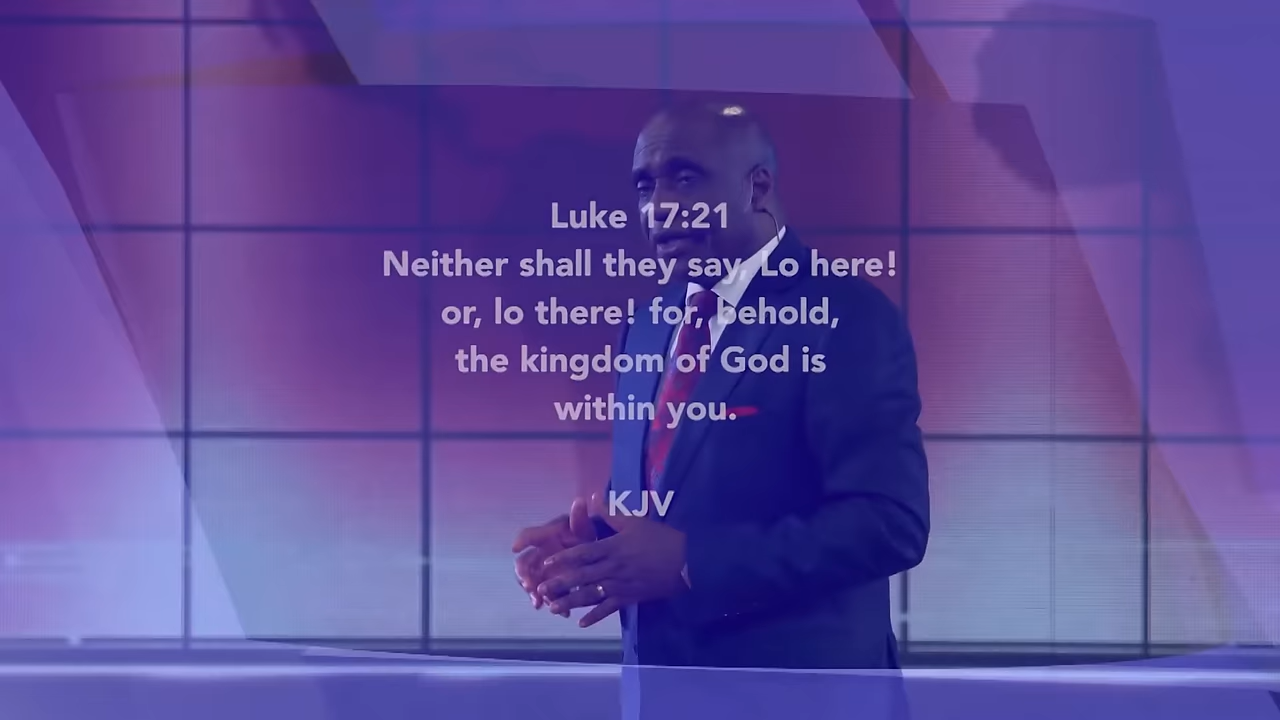 Luke 17:21
Neither shall they say, Lo here!
or, lo there! for, behold,
the kingdom of God is
within you.
KJV